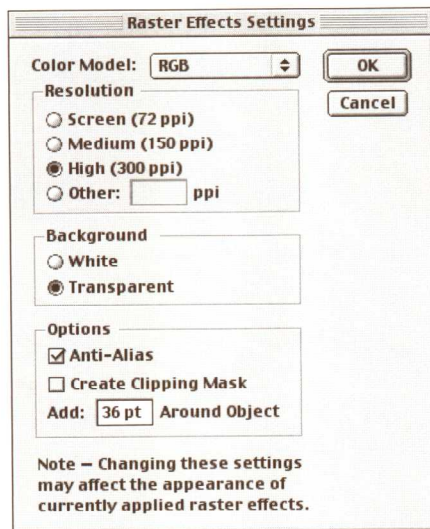 Raster Effects Settings
Color Model: RGB
OK
Cancel
Resolution
Screen (72 ppi)
Medium (150 ppi)
High (300 ppi)
Other: ppi
Background
White
Transparent
Options
Anti-Alias
Create Clipping Mask
Add: 36 pt Around Object
Note – Changing these settings
may affect the appearance of
currently applied raster effects.